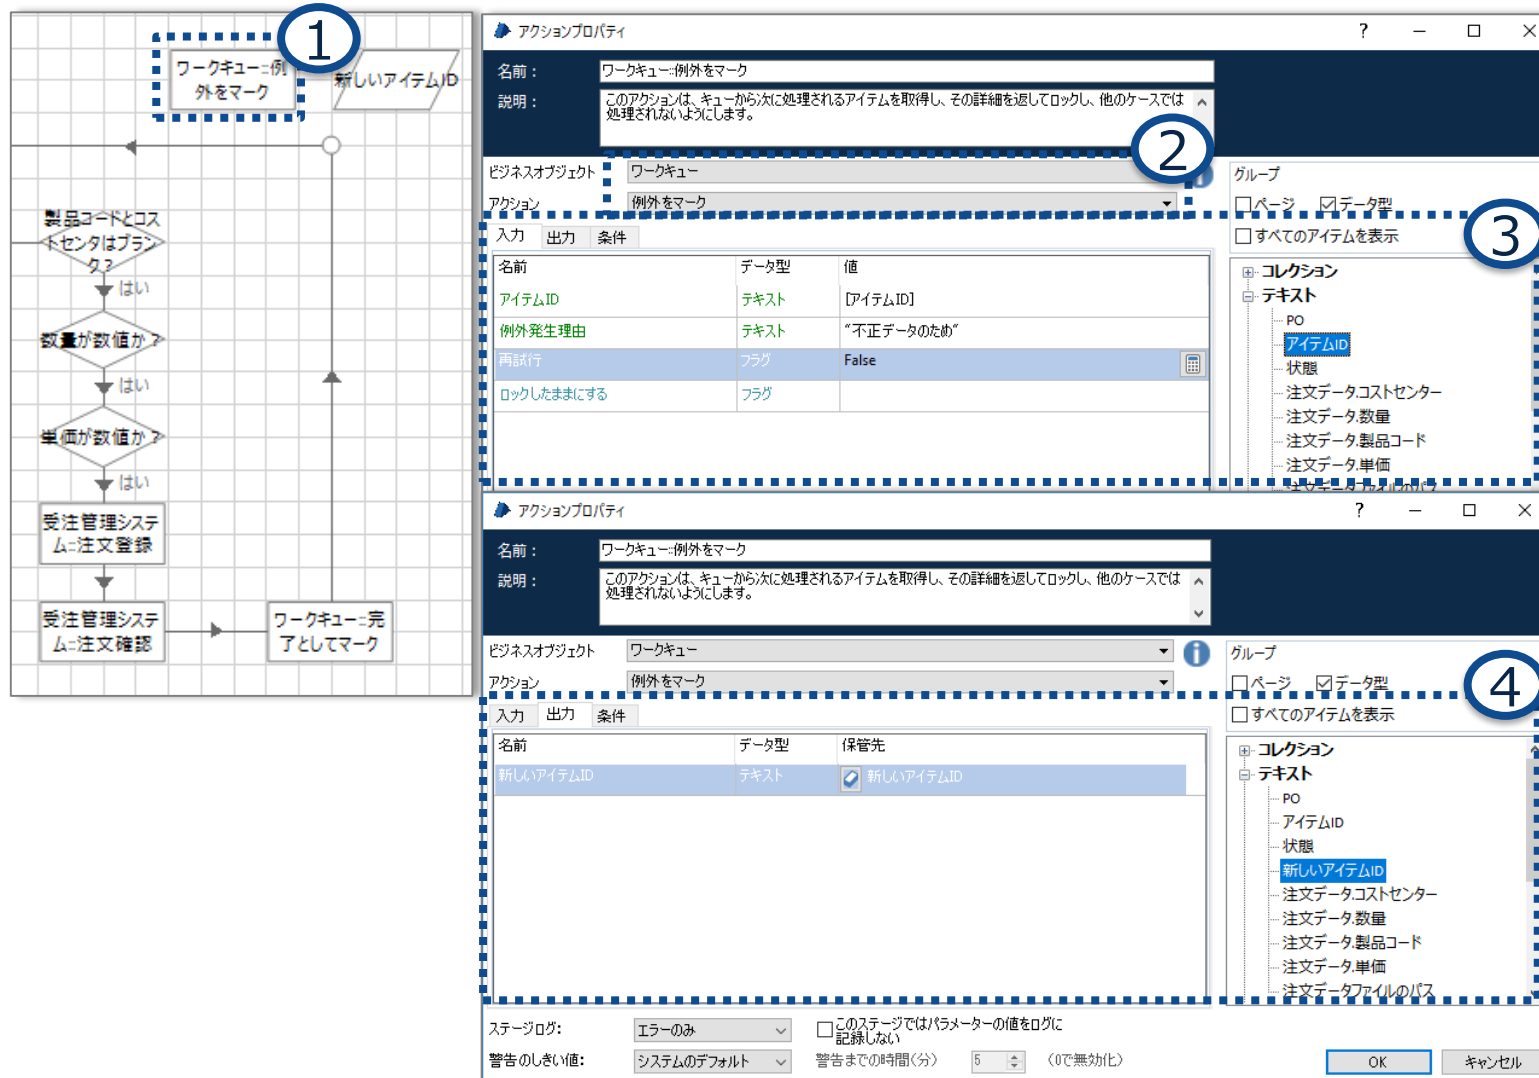 1
ワークキュー::例
外をマーク
新しいアイテムID
製品コードとコス
トセンタはブラン
ク?
はい
数量が数値か?
はい
単価が数値か?
はい
受注管理システ
ム::注文登録
受注管理システ
ム::注文確認
ワークキュー::完
了としてマーク
アクションプロパティ
名前：
ワークキュー::例外をマーク
説明：
このアクションは、キューから次に処理されるアイテムを取得し、その詳細を返してロックし、他のケースでは
処理されないようにします。
2
ビジネスオブジェクト
ワークキュー
アクション
例外をマーク
グループ
ページ データ型
すべてのアイテムを表示
3
入力 出力 条件
名前 データ型 値
アイテムID テキスト [アイテムID]
例外発生理由 テキスト "不正データのため"
再試行 フラグ False
ロックしたままにする フラグ
コレクション
テキスト
PO
アイテムID
状態
注文データ.コストセンター
注文データ.数量
注文データ.製品コード
注文データ.単価
注文データファイルのパス
アクションプロパティ
名前：
ワークキュー::例外をマーク
説明：
このアクションは、キューから次に処理されるアイテムを取得し、その詳細を返してロックし、他のケースでは
処理されないようにします。
ビジネスオブジェクト
ワークキュー
アクション
例外をマーク
グループ
ページ データ型
すべてのアイテムを表示
4
入力 出力 条件
名前 データ型 保管先
新しいアイテムID テキスト 新しいアイテムID
コレクション
テキスト
PO
アイテムID
状態
新しいアイテムID
注文データ.コストセンター
注文データ.数量
注文データ.製品コード
注文データ.単価
注文データファイルのパス
ステージログ: エラーのみ
このステージではパラメーターの値をログに
記録しない
警告のしきい値: システムのデフォルト
警告までの時間(分) 5 (0で無効化)
OK キャンセル